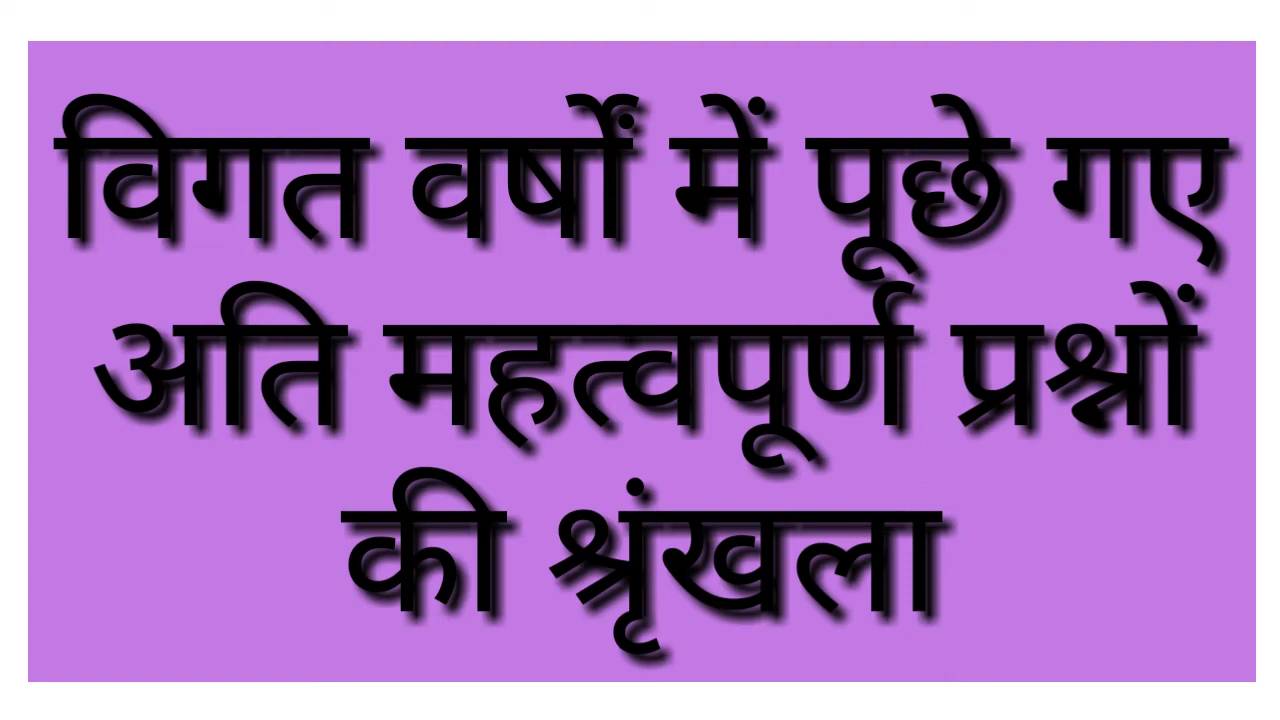 विगत वर्षों में पूछे गए
अति महत्वपूर्ण प्रश्नों
की श्रृंखला